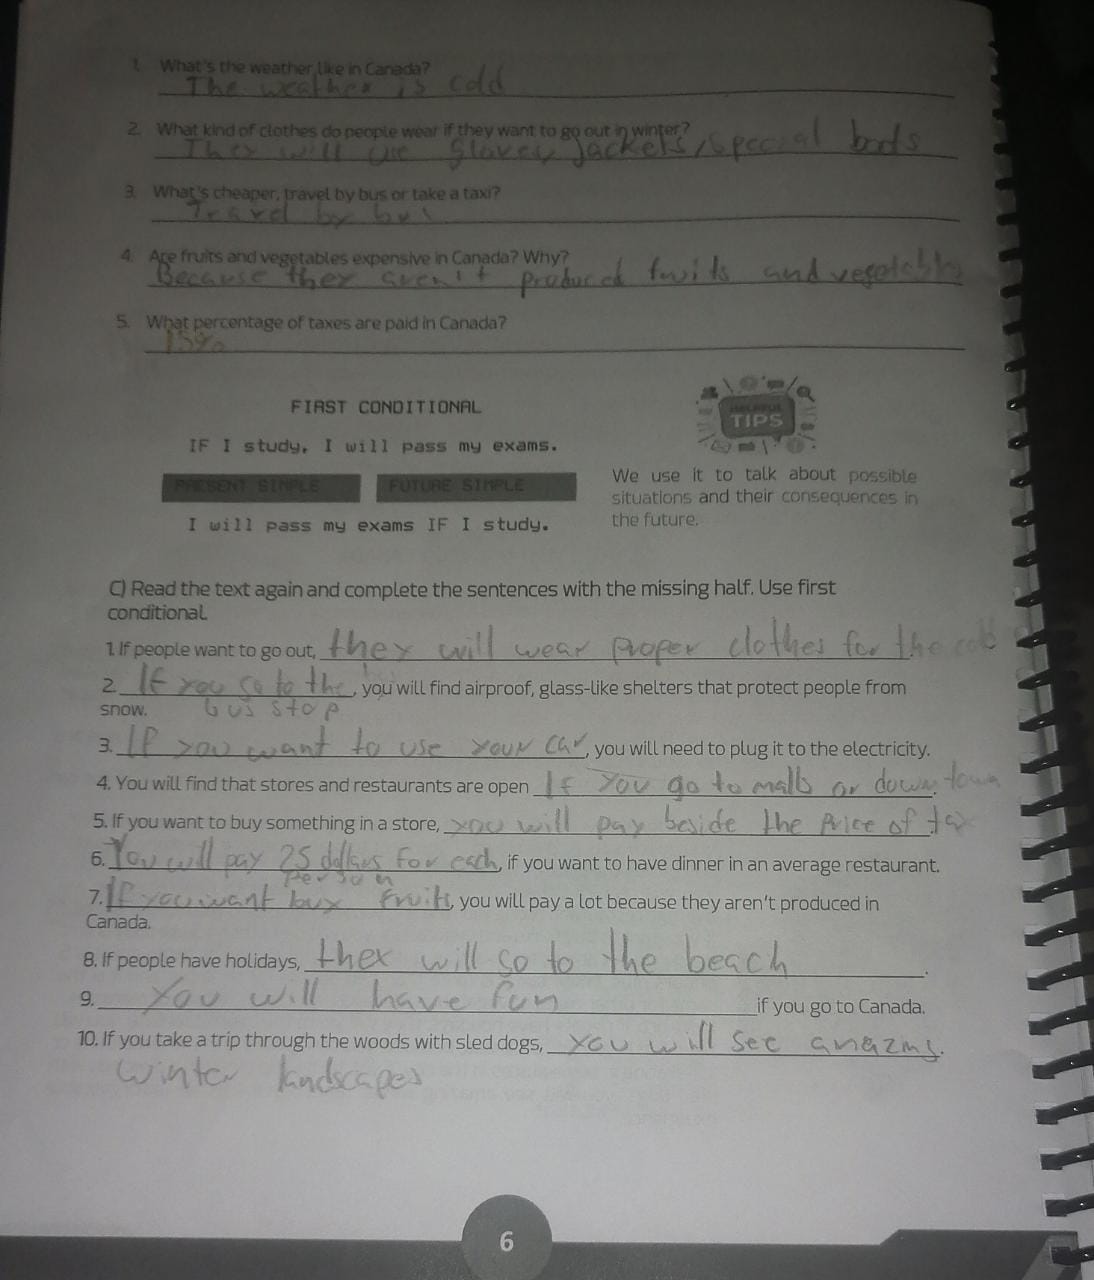 1. What's the weather like in Canada?
The weather is cold
2. What kind of clothes do people wear if they want to go out in winter?
They will use gloves, Jackets, special boots
3. What's cheaper, travel by bus or take a taxi?
Travel by bus
4. Are fruits and vegetables expensive in Canada? Why?
Because they aren't produced fruits and vegetables
5. What percentage of taxes are paid in Canada?
15%
FIRST CONDITIONAL
HELPFUL
TIPS
IF I study, I will pass my exams.
PRESENT SIMPLE FUTURE SIMPLE
I will pass my exams IF I study.
We use it to talk about possible
situations and their consequences in
the future.
C) Read the text again and complete the sentences with the missing half. Use first
conditional.
1. If people want to go out, they will wear proper clothes for the cold
2. If you go to the, you will find airproof, glass-like shelters that protect people from
snow. bus stop
3. If you want to use your car, you will need to plug it to the electricity.
4. You will find that stores and restaurants are open If you go to malls or downtown.
5. If you want to buy something in a store, you will pay beside the Price of tax
6. You will pay 25 dollars for each, if you want to have dinner in an average restaurant.
person
7. If you want buy fruits, you will pay a lot because they aren't produced in
Canada.
8. If people have holidays, they will go to the beach.
9. You will have fun if you go to Canada.
10. If you take a trip through the woods with sled dogs, you will see amazing.
winter landscapes
6